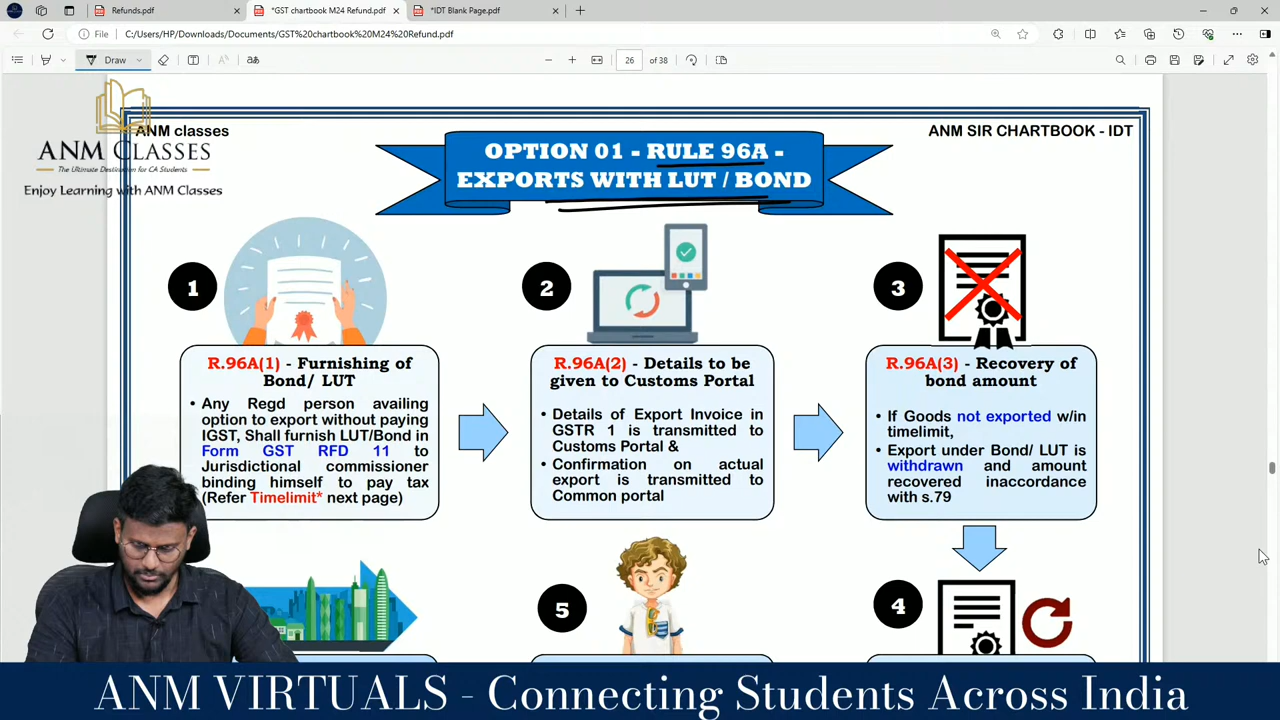 Refunds.pdf
*GST chartbook M24 Refund.pdf
*IDT Blank Page.pdf
File
C:/Users/HP/Downloads/Documents/GST%20chartbook%20M24%20Refund.pdf
Draw
26 of 38
ANM classes
ANM SIR CHARTBOOK - IDT
ANM CLASSES
The Ultimate Destination for CA Students
Enjoy Learning with ANM Classes
OPTION 01 - RULE 96A -
EXPORTS WITH LUT / BOND
1
R.96A(1) - Furnishing of
Bond/ LUT
• Any Regd person availing
option to export without paying
IGST, Shall furnish LUT/Bond in
Form GST RFD 11 to
Jurisdictional commissioner
binding himself to pay tax
(Refer Timelimit* next page)
2
R.96A(2) - Details to be
given to Customs Portal
• Details of Export Invoice in
GSTR 1 is transmitted to
Customs Portal &
• Confirmation on actual
export is transmitted to
Common portal
3
R.96A(3) - Recovery of
bond amount
• If Goods not exported w/in
timelimit,
• Export under Bond/ LUT is
withdrawn and amount
recovered inaccordance
with s.79
5
4
ANM VIRTUALS - Connecting Students Across India